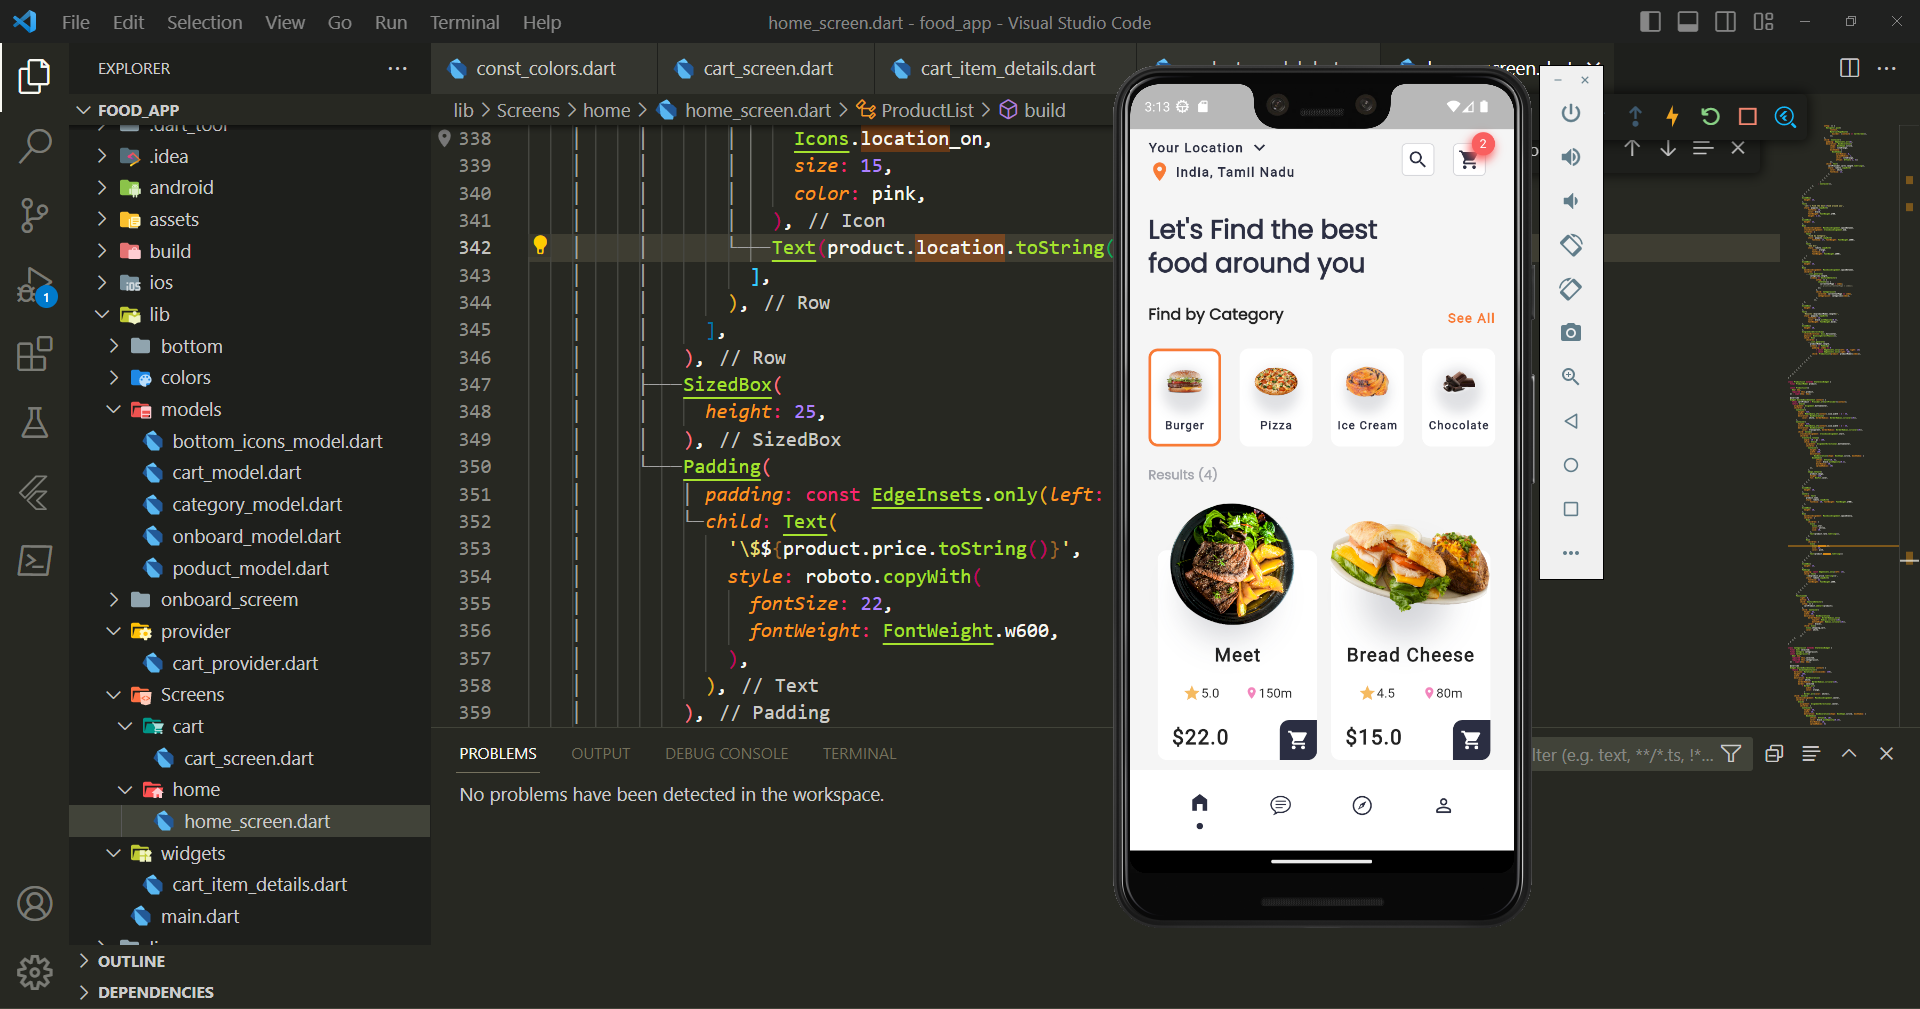 File Edit Selection View Go Run Terminal Help
home_screen.dart - food_app - Visual Studio Code
EXPLORER
FOOD_APP
.dart_tool
.idea
android
assets
build
ios
lib
bottom
colors
models
bottom_icons_model.dart
cart_model.dart
category_model.dart
onboard_model.dart
poduct_model.dart
onboard_screem
provider
cart_provider.dart
Screens
cart
cart_screen.dart
home
home_screen.dart
widgets
cart_item_details.dart
main.dart
OUTLINE
DEPENDENCIES
1
const_colors.dart
cart_screen.dart
cart_item_details.dart
lib > Screens > home > home_screen.dart > ProductList > build
338 Icons.location_on,
339 size: 15,
340 color: pink,
341 ), // Icon
342 Text(product.location.toString(
343 ],
344 ), // Row
345 ],
346 ), // Row
347 SizedBox(
348 height: 25,
349 ), // SizedBox
350 Padding(
351 padding: const EdgeInsets.only(left:
352 child: Text(
353 '\$${product.price.toString()}',
354 style: roboto.copyWith(
355 fontSize: 22,
356 fontWeight: FontWeight.w600,
357 ),
358 ), // Text
359 ), // Padding
PROBLEMS OUTPUT DEBUG CONSOLE TERMINAL
(e.g. text, **/*.ts, !*...
No problems have been detected in the workspace.
3:13
Your Location
India, Tamil Nadu
2
Let's Find the best
food around you
Find by Category
See All
Burger Pizza Ice Cream Chocolate
Results (4)
Meet
5.0 150m
$22.0
Bread Cheese
4.5 80m
$15.0